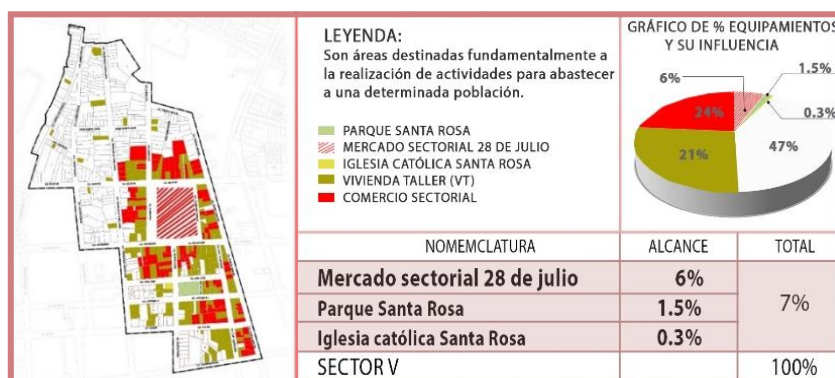 LEYENDA:
Son áreas destinadas fundamentalmente a
la realización de actividades para abastecer
a una determinada población.
PARQUE SANTA ROSA
MERCADO SECTORIAL 28 DE JULIO
IGLESIA CATÓLICA SANTA ROSA
VIVIENDA TALLER (VT)
COMERCIO SECTORIAL
GRÁFICO DE % EQUIPAMIENTOS
Y SU INFLUENCIA
6%
1.5%
0.3%
24%
47%
21%
NOMEMCLATURA ALCANCE TOTAL
Mercado sectorial 28 de julio 6%
Parque Santa Rosa 1.5% 7%
Iglesia católica Santa Rosa 0.3%
SECTOR V 100%